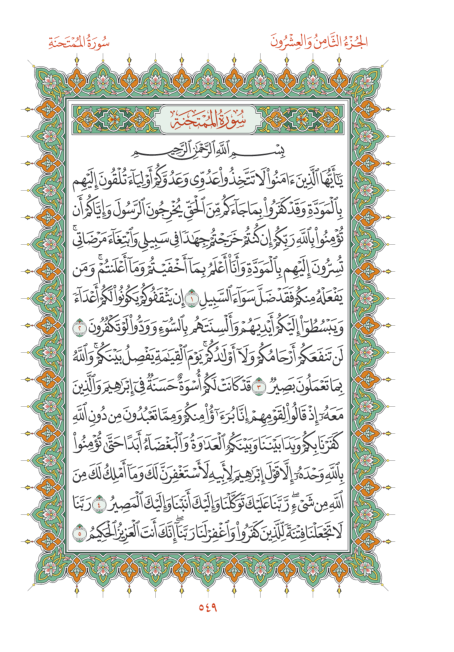 الجُزْءُ الثَّامِنُ وَالعِشْرُونَ
سُورَةُ المُمْتَحنَةِ
سُورَةُ المُمْتَحنَةِ
بِسْمِ ٱللَّهِ ٱلرَّحْمَٰنِ ٱلرَّحِيمِ
يَٰٓأَيُّهَا ٱلَّذِينَ ءَامَنُوا۟ لَا تَتَّخِذُوا۟ عَدُوِّى وَعَدُوَّكُمْ أَوْلِيَآءَ تُلْقُونَ إِلَيْهِم
بِٱلْمَوَدَّةِ وَقَدْ كَفَرُوا۟ بِمَا جَآءَكُم مِّنَ ٱلْحَقِّ يُخْرِجُونَ ٱلرَّسُولَ وَإِيَّاكُمْ أَن
تُؤْمِنُوا۟ بِٱللَّهِ رَبِّكُمْ إِن كُنتُمْ خَرَجْتُمْ جِهَٰدًا فِى سَبِيلِى وَٱبْتِغَآءَ مَرْضَاتِى ۚ
تُسِرُّونَ إِلَيْهِم بِٱلْمَوَدَّةِ وَأَنَا۠ أَعْلَمُ بِمَآ أَخْفَيْتُمْ وَمَآ أَعْلَنتُمْ ۚ وَمَن
يَفْعَلْهُ مِنكُمْ فَقَدْ ضَلَّ سَوَآءَ ٱلسَّبِيلِ ١ إِن يَثْقَفُوكُمْ يَكُونُوا۟ لَكُمْ أَعْدَآءً
وَيَبْسُطُوٓا۟ إِلَيْكُمْ أَيْدِيَهُمْ وَأَلْسِنَتَهُم بِٱلسُّوٓءِ وَوَدُّوا۟ لَوْ تَكْفُرُونَ ٢
لَن تَنفَعَكُمْ أَرْحَامُكُمْ وَلَآ أَوْلَٰدُكُمْ ۚ يَوْمَ ٱلْقِيَٰمَةِ يَفْصِلُ بَيْنَكُمْ ۚ وَٱللَّهُ
بِمَا تَعْمَلُونَ بَصِيرٌ ٣ قَدْ كَانَتْ لَكُمْ أُسْوَةٌ حَسَنَةٌ فِىٓ إِبْرَٰهِيمَ وَٱلَّذِينَ
مَعَهُۥٓ إِذْ قَالُوا۟ لِقَوْمِهِمْ إِنَّا بُرَءَٰٓؤُا۟ مِنكُمْ وَمِمَّا تَعْبُدُونَ مِن دُونِ ٱللَّهِ
كَفَرْنَا بِكُمْ وَبَدَا بَيْنَنَا وَبَيْنَكُمُ ٱلْعَدَٰوَةُ وَٱلْبَغْضَآءُ أَبَدًا حَتَّىٰ تُؤْمِنُوا۟
بِٱللَّهِ وَحْدَهُۥٓ إِلَّا قَوْلَ إِبْرَٰهِيمَ لِأَبِيهِ لَأَسْتَغْفِرَنَّ لَكَ وَمَآ أَمْلِكُ لَكَ مِنَ
ٱللَّهِ مِن شَىْءٍ ۖ رَّبَّنَا عَلَيْكَ تَوَكَّلْنَا وَإِلَيْكَ أَنَبْنَا وَإِلَيْكَ ٱلْمَصِيرُ ٤ رَبَّنَا
لَا تَجْعَلْنَا فِتْنَةً لِّلَّذِينَ كَفَرُوا۟ وَٱغْفِرْ لَنَا رَبَّنَآ ۖ إِنَّكَ أَنتَ ٱلْعَزِيزُ ٱلْحَكِيمُ ٥
٥٤٩